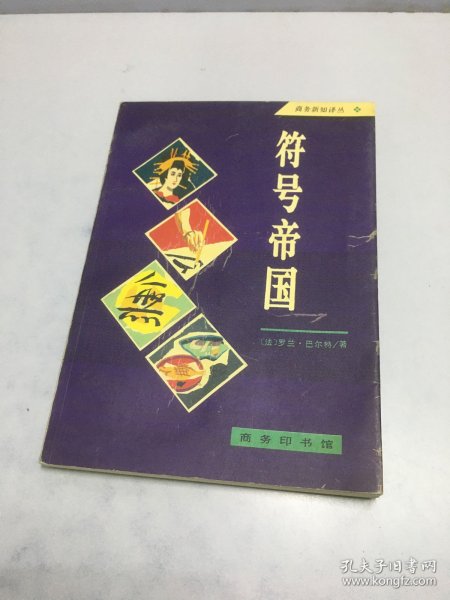 商务新知译丛
符号帝国
〔法〕罗兰·巴尔特/著
商务印书馆
孔夫子旧书网
www.kongfz.com